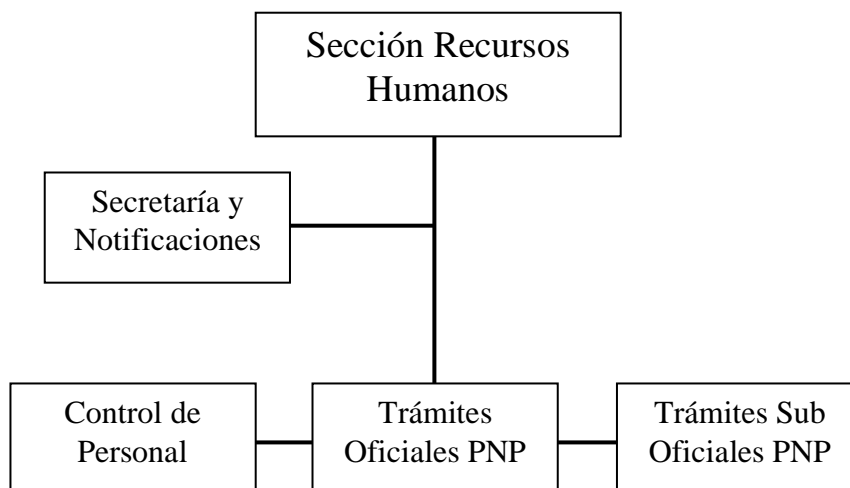 Sección Recursos
Humanos
Secretaría y
Notificaciones
Control de
Personal
Trámites
Oficiales PNP
Trámites Sub
Oficiales PNP